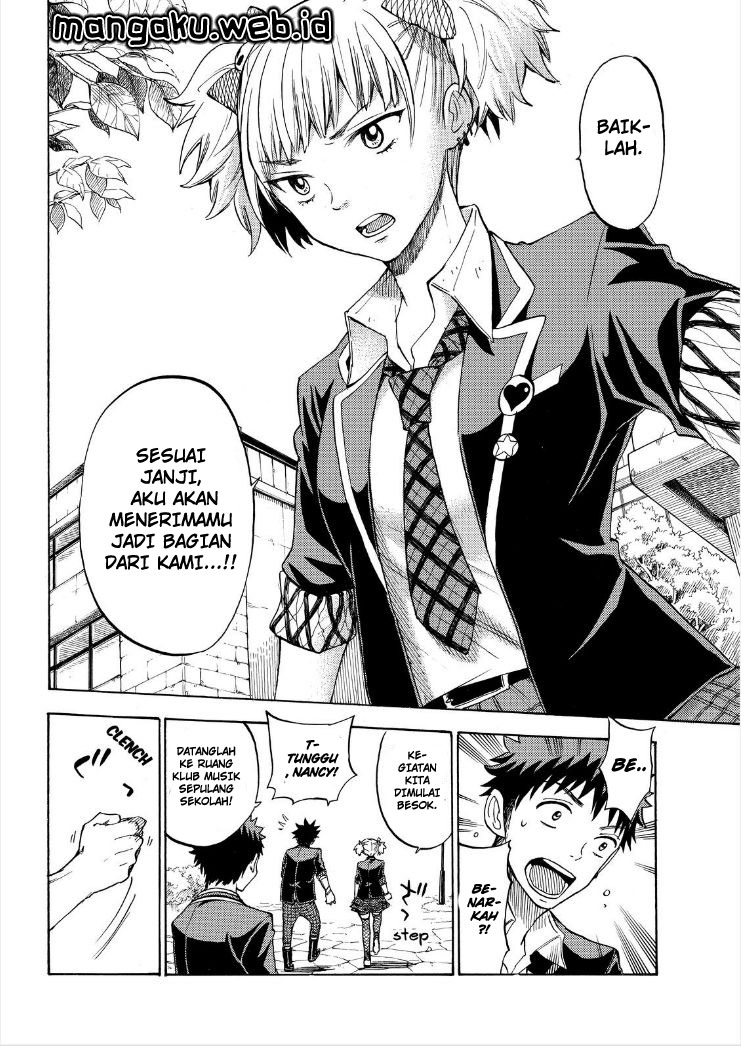 mangaku.web.id
BAIK-
LAH.
SESUAI
JANJI,
AKU AKAN
MENERIMAMU
JADI BAGIAN
DARI KAMI...!!
BE..
BE-
NAR-
KAH
?!
KE-
GIATAN
KITA
DIMULAI
BESOK.
T-
TUNGGU
, NANCY!
DATANGLAH
KE RUANG
KLUB MUSIK
SEPULANG
SEKOLAH!
step
CLENCH